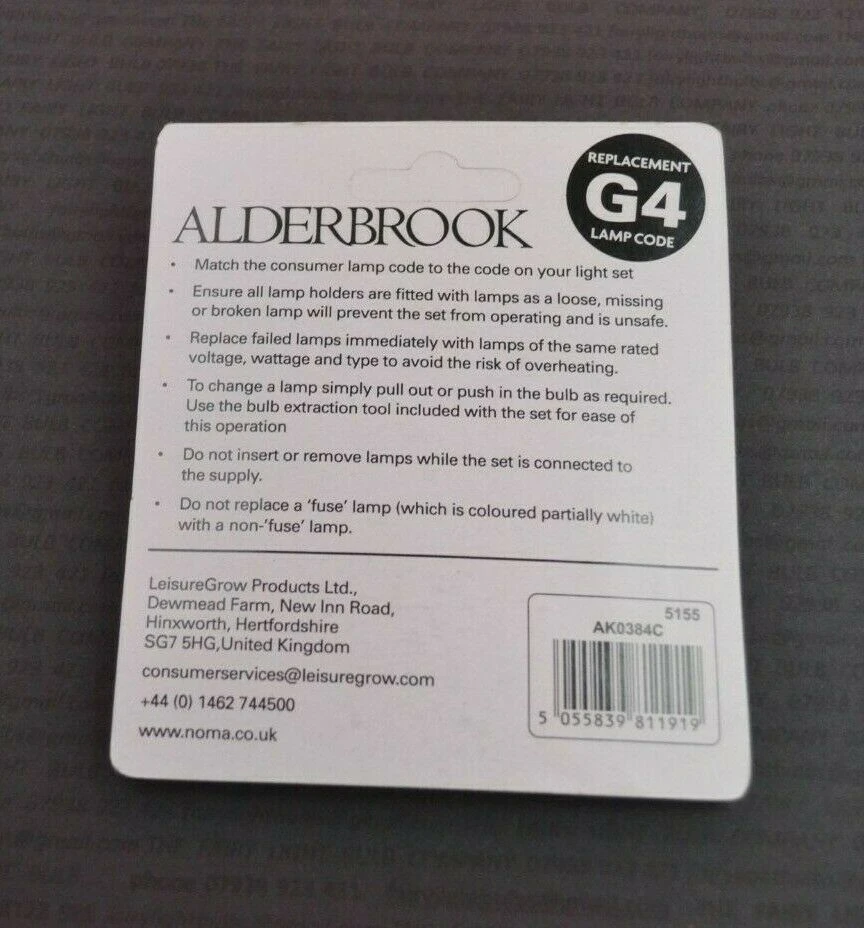 REPLACEMENT
G4
LAMP CODE
ALDERBROOK
• Match the consumer lamp code to the code on your light set
• Ensure all lamp holders are fitted with lamps as a loose, missing
or broken lamp will prevent the set from operating and is unsafe.
• Replace failed lamps immediately with lamps of the same rated
voltage, wattage and type to avoid the risk of overheating.
• To change a lamp simply pull out or push in the bulb as required.
Use the bulb extraction tool included with the set for ease of
this operation
• Do not insert or remove lamps while the set is connected to
the supply.
• Do not replace a 'fuse' lamp (which is coloured partially white)
with a non-'fuse' lamp.
LeisureGrow Products Ltd.,
Dewmead Farm, New Inn Road,
Hinxworth, Hertfordshire
SG7 5HG,United Kingdom
consumerservices@leisuregrow.com
+44 (0) 1462 744500
www.noma.co.uk
5155
AK0384C
5 055839 811919